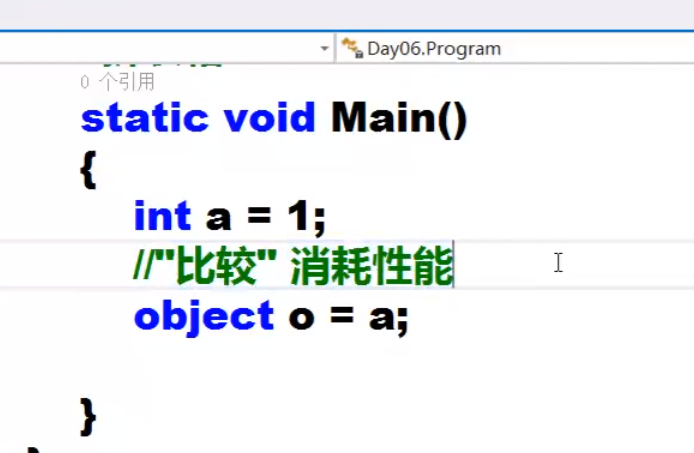 Day06.Program
0 个引用
static void Main()
{
int a = 1;
//"比较" 消耗性能
object o = a;
}